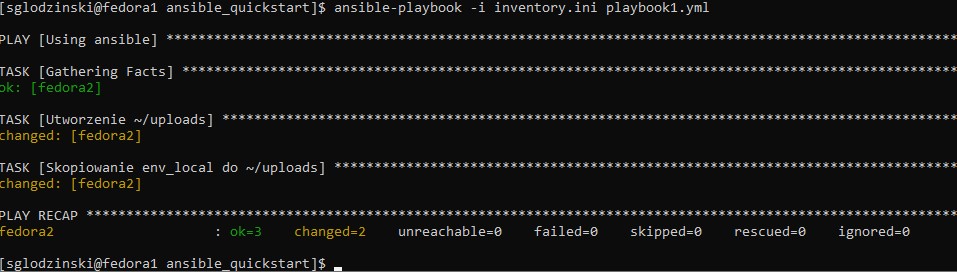 [sglodzinski@fedora1 ansible_quickstart]$ ansible-playbook -i inventory.ini playbook1.yml
PLAY [Using ansible] ***************************************************************************************************
TASK [Gathering Facts] *************************************************************************************************
ok: [fedora2]
TASK [Utworzenie ~/uploads] ********************************************************************************************
changed: [fedora2]
TASK [Skopiowanie env_local do ~/uploads] ******************************************************************************
changed: [fedora2]
PLAY RECAP *************************************************************************************************************
fedora2                    : ok=3    changed=2    unreachable=0    failed=0    skipped=0    rescued=0    ignored=0
[sglodzinski@fedora1 ansible_quickstart]$